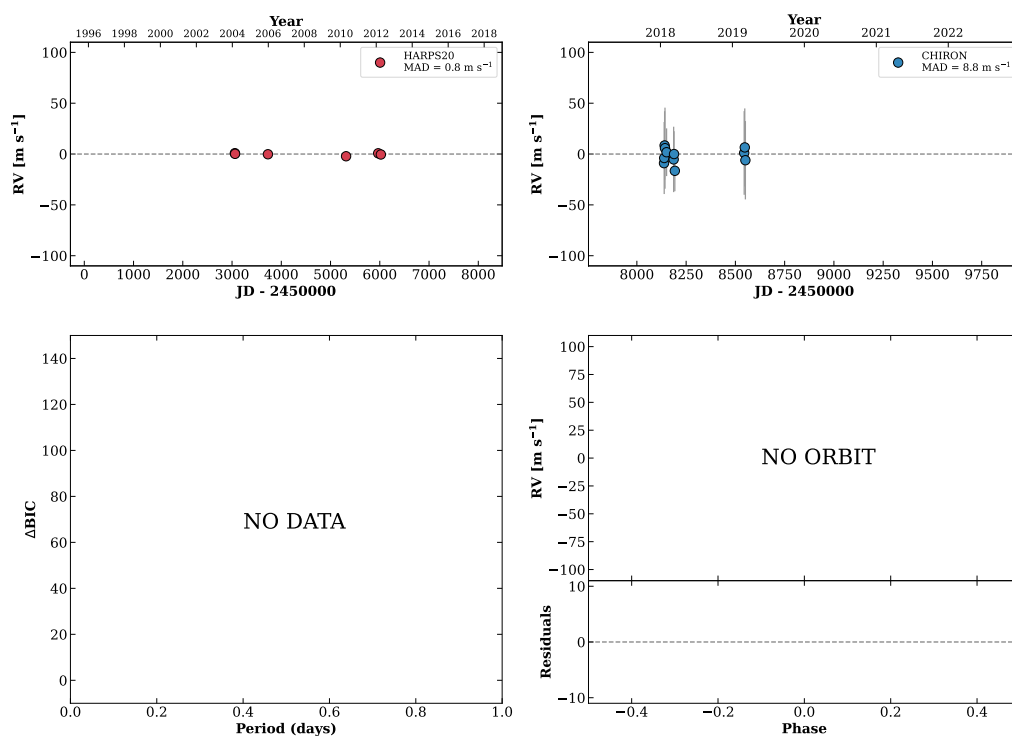 Year
1996 1998 2000 2002 2004 2006 2008 2010 2012 2014 2016 2018
HARPS20
MAD = 0.8 m s⁻¹
100
50
0
−50
−100
RV [m s⁻¹]
0 1000 2000 3000 4000 5000 6000 7000 8000
JD - 2450000
Year
2018 2019 2020 2021 2022
CHIRON
MAD = 8.8 m s⁻¹
100
50
0
−50
−100
RV [m s⁻¹]
8000 8250 8500 8750 9000 9250 9500 9750
JD - 2450000
140
120
100
80
60
40
20
0
ΔBIC
NO DATA
0.0 0.2 0.4 0.6 0.8 1.0
Period (days)
100
75
50
25
0
−25
−50
−75
−100
RV [m s⁻¹]
NO ORBIT
10
0
−10
Residuals
−0.4 −0.2 0.0 0.2 0.4
Phase